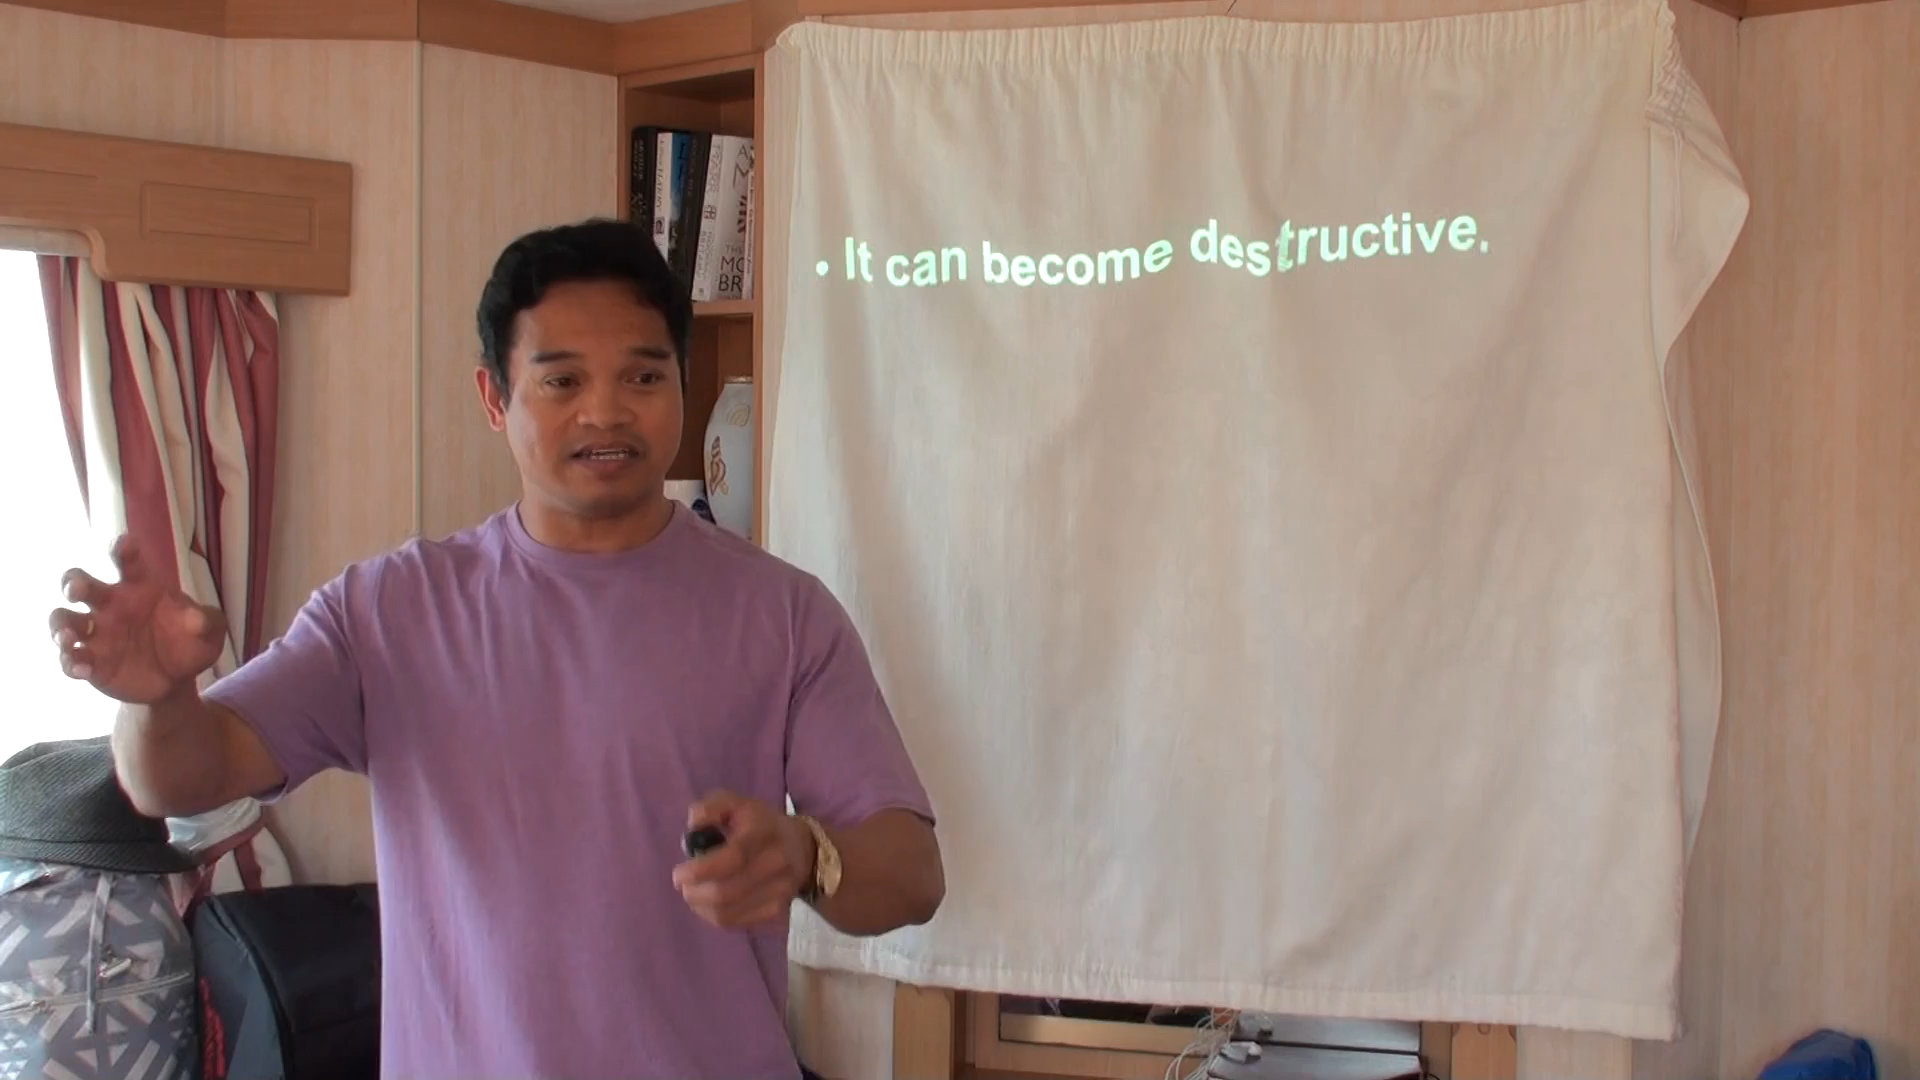 • It can become destructive.